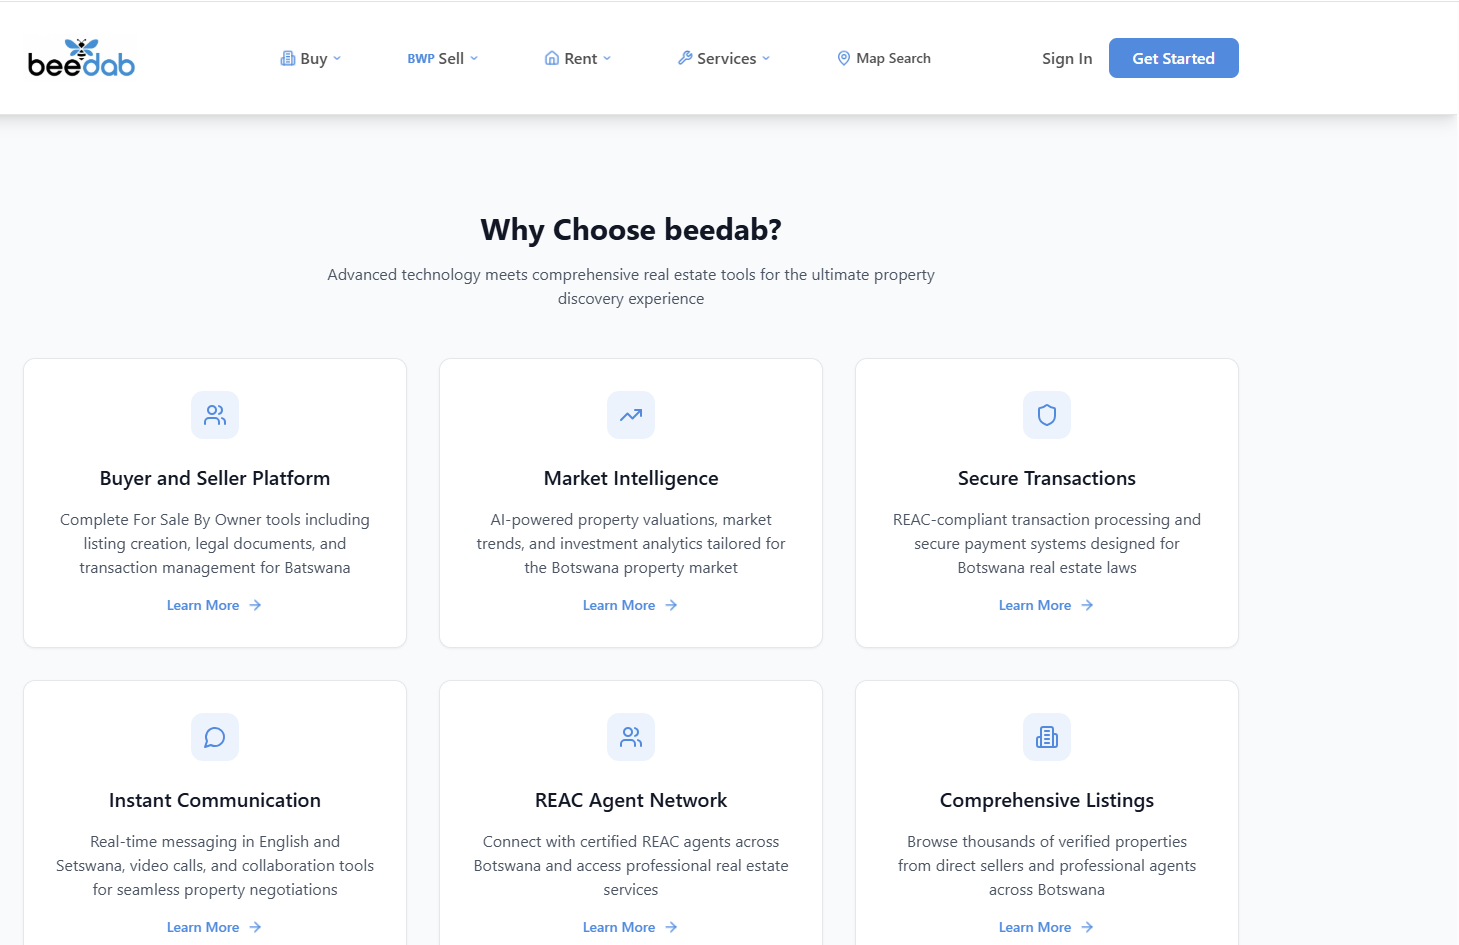 beedab
Buy
BWP Sell
Rent
Services
Map Search
Sign In
Get Started
Why Choose beedab?
Advanced technology meets comprehensive real estate tools for the ultimate property
discovery experience
Buyer and Seller Platform
Complete For Sale By Owner tools including
listing creation, legal documents, and
transaction management for Batswana
Learn More
Market Intelligence
AI-powered property valuations, market
trends, and investment analytics tailored for
the Botswana property market
Learn More
Secure Transactions
REAC-compliant transaction processing and
secure payment systems designed for
Botswana real estate laws
Learn More
Instant Communication
Real-time messaging in English and
Setswana, video calls, and collaboration tools
for seamless property negotiations
Learn More
REAC Agent Network
Connect with certified REAC agents across
Botswana and access professional real estate
services
Learn More
Comprehensive Listings
Browse thousands of verified properties
from direct sellers and professional agents
across Botswana
Learn More